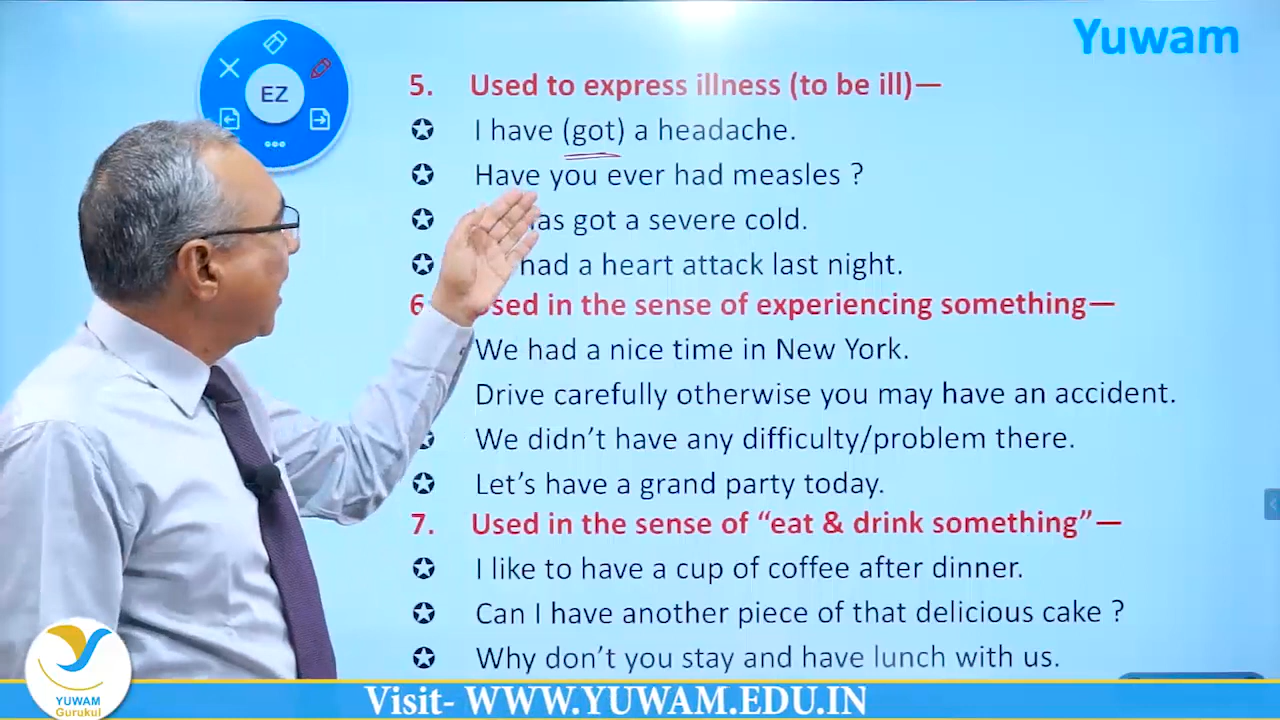 Yuwam
EZ
5. Used to express illness (to be ill)—
I have (got) a headache.
Have you ever had measles ?
as got a severe cold.
had a heart attack last night.
6 sed in the sense of experiencing something—
We had a nice time in New York.
Drive carefully otherwise you may have an accident.
We didn't have any difficulty/problem there.
Let's have a grand party today.
7. Used in the sense of “eat & drink something”—
I like to have a cup of coffee after dinner.
Can I have another piece of that delicious cake ?
Why don't you stay and have lunch with us.
YUWAM
Gurukul
Visit- WWW.YUWAM.EDU.IN